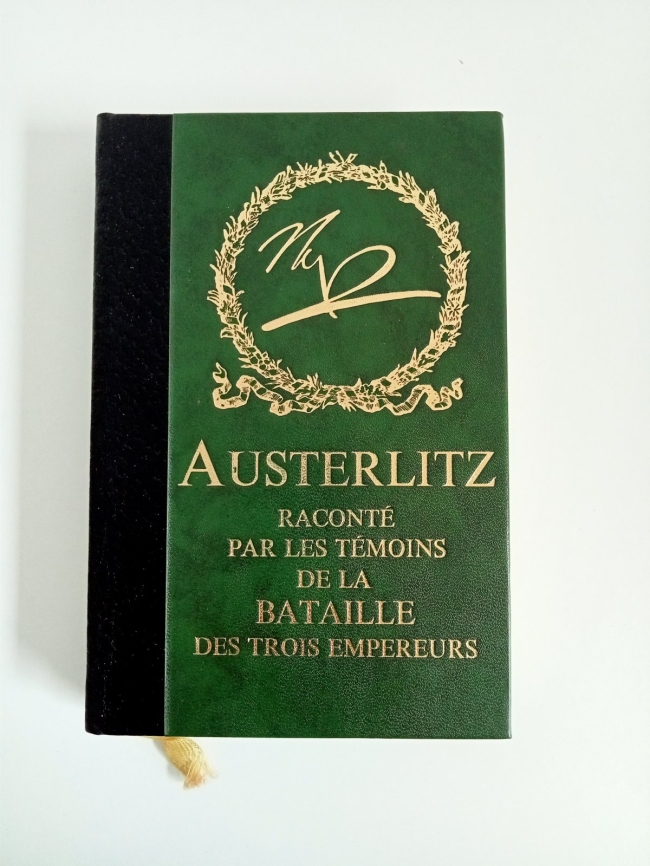 AUSTERLITZ
RACONTÉ
PAR LES TÉMOINS
DE LA
BATAILLE
DES TROIS EMPEREURS